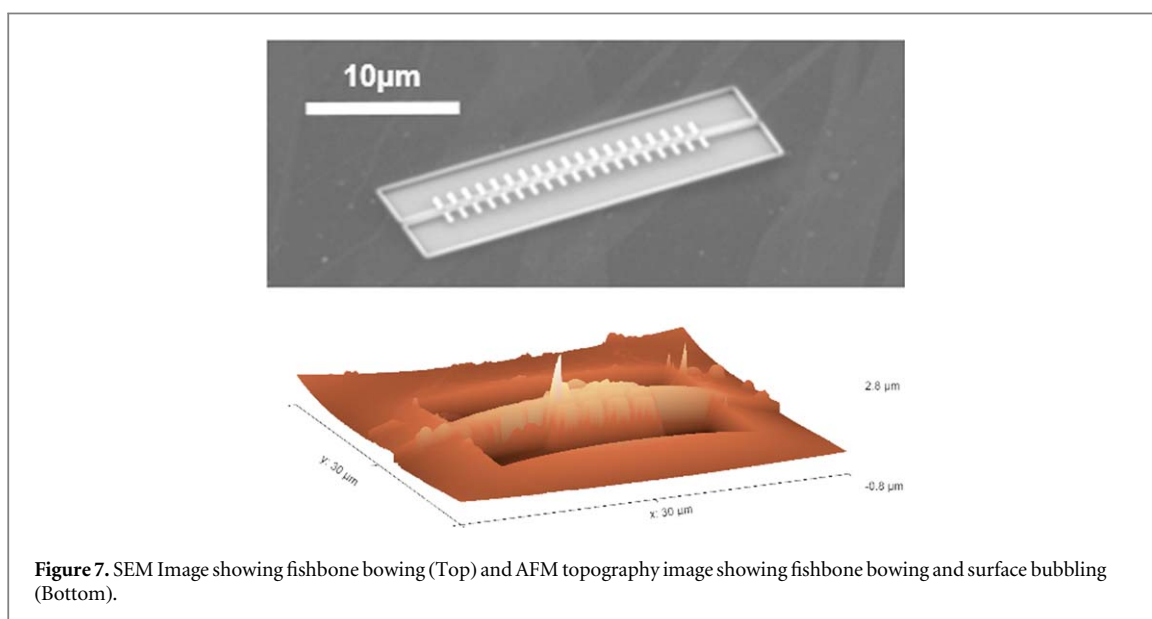 10μm
2.8 μm
y: 30 μm
-0.8 μm
x: 30 μm
Figure 7. SEM Image showing fishbone bowing (Top) and AFM topography image showing fishbone bowing and surface bubbling
(Bottom).